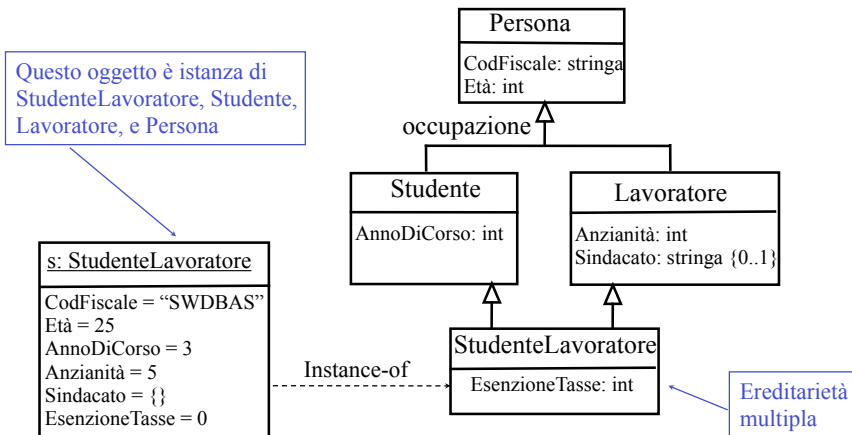 Persona
CodFiscale: stringa
Età: int
Questo oggetto è istanza di
StudenteLavoratore, Studente,
Lavoratore, e Persona
occupazione
Studente
AnnoDiCorso: int
Lavoratore
Anzianità: int
Sindacato: stringa {0..1}
s: StudenteLavoratore
CodFiscale = “SWDBAS”
Età = 25
AnnoDiCorso = 3
Anzianità = 5
Sindacato = {}
EsenzioneTasse = 0
Instance-of
StudenteLavoratore
EsenzioneTasse: int
Ereditarietà
multipla